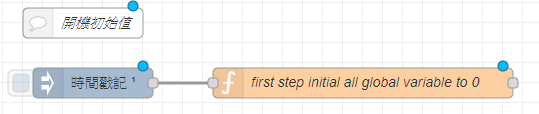 開機初始值
時間戳記 ¹
first step initial all global variable to 0